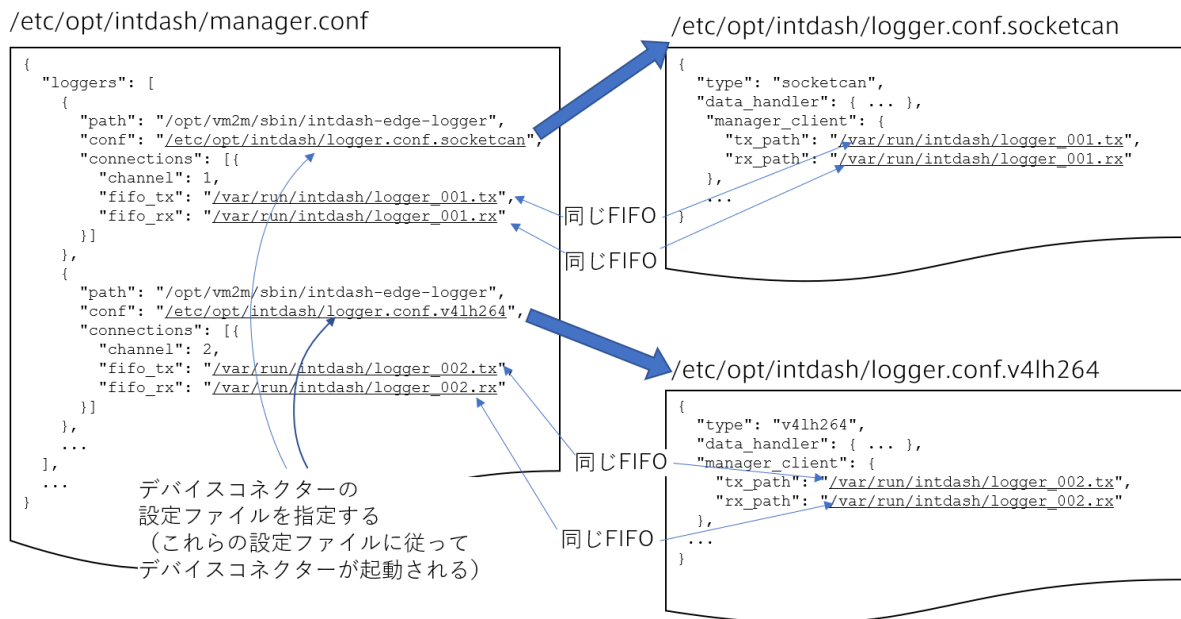 /etc/opt/intdash/manager.conf
{
  "loggers": [
    {
      "path": "/opt/vm2m/sbin/intdash-edge-logger",
      "conf": "/etc/opt/intdash/logger.conf.socketcan",
      "connections": [{
        "channel": 1,
        "fifo_tx": "/var/run/intdash/logger_001.tx",
        "fifo_rx": "/var/run/intdash/logger_001.rx"
      }]
    },
    {
      "path": "/opt/vm2m/sbin/intdash-edge-logger",
      "conf": "/etc/opt/intdash/logger.conf.v4lh264",
      "connections": [{
        "channel": 2,
        "fifo_tx": "/var/run/intdash/logger_002.tx",
        "fifo_rx": "/var/run/intdash/logger_002.rx"
      }]
    },
    ...
  ],
  ...
}
デバイスコネクターの
設定ファイルを指定する
（これらの設定ファイルに従って
デバイスコネクターが起動される）
同じFIFO
同じFIFO
同じFIFO
同じFIFO
/etc/opt/intdash/logger.conf.socketcan
{
  "type": "socketcan",
  "data_handler": { ... },
  "manager_client": {
    "tx_path": "/var/run/intdash/logger_001.tx",
    "rx_path": "/var/run/intdash/logger_001.rx"
  },
  ...
}
/etc/opt/intdash/logger.conf.v4lh264
{
  "type": "v4lh264",
  "data_handler": { ... },
  "manager_client": {
    "tx_path": "/var/run/intdash/logger_002.tx",
    "rx_path": "/var/run/intdash/logger_002.rx"
  },
  ...
}